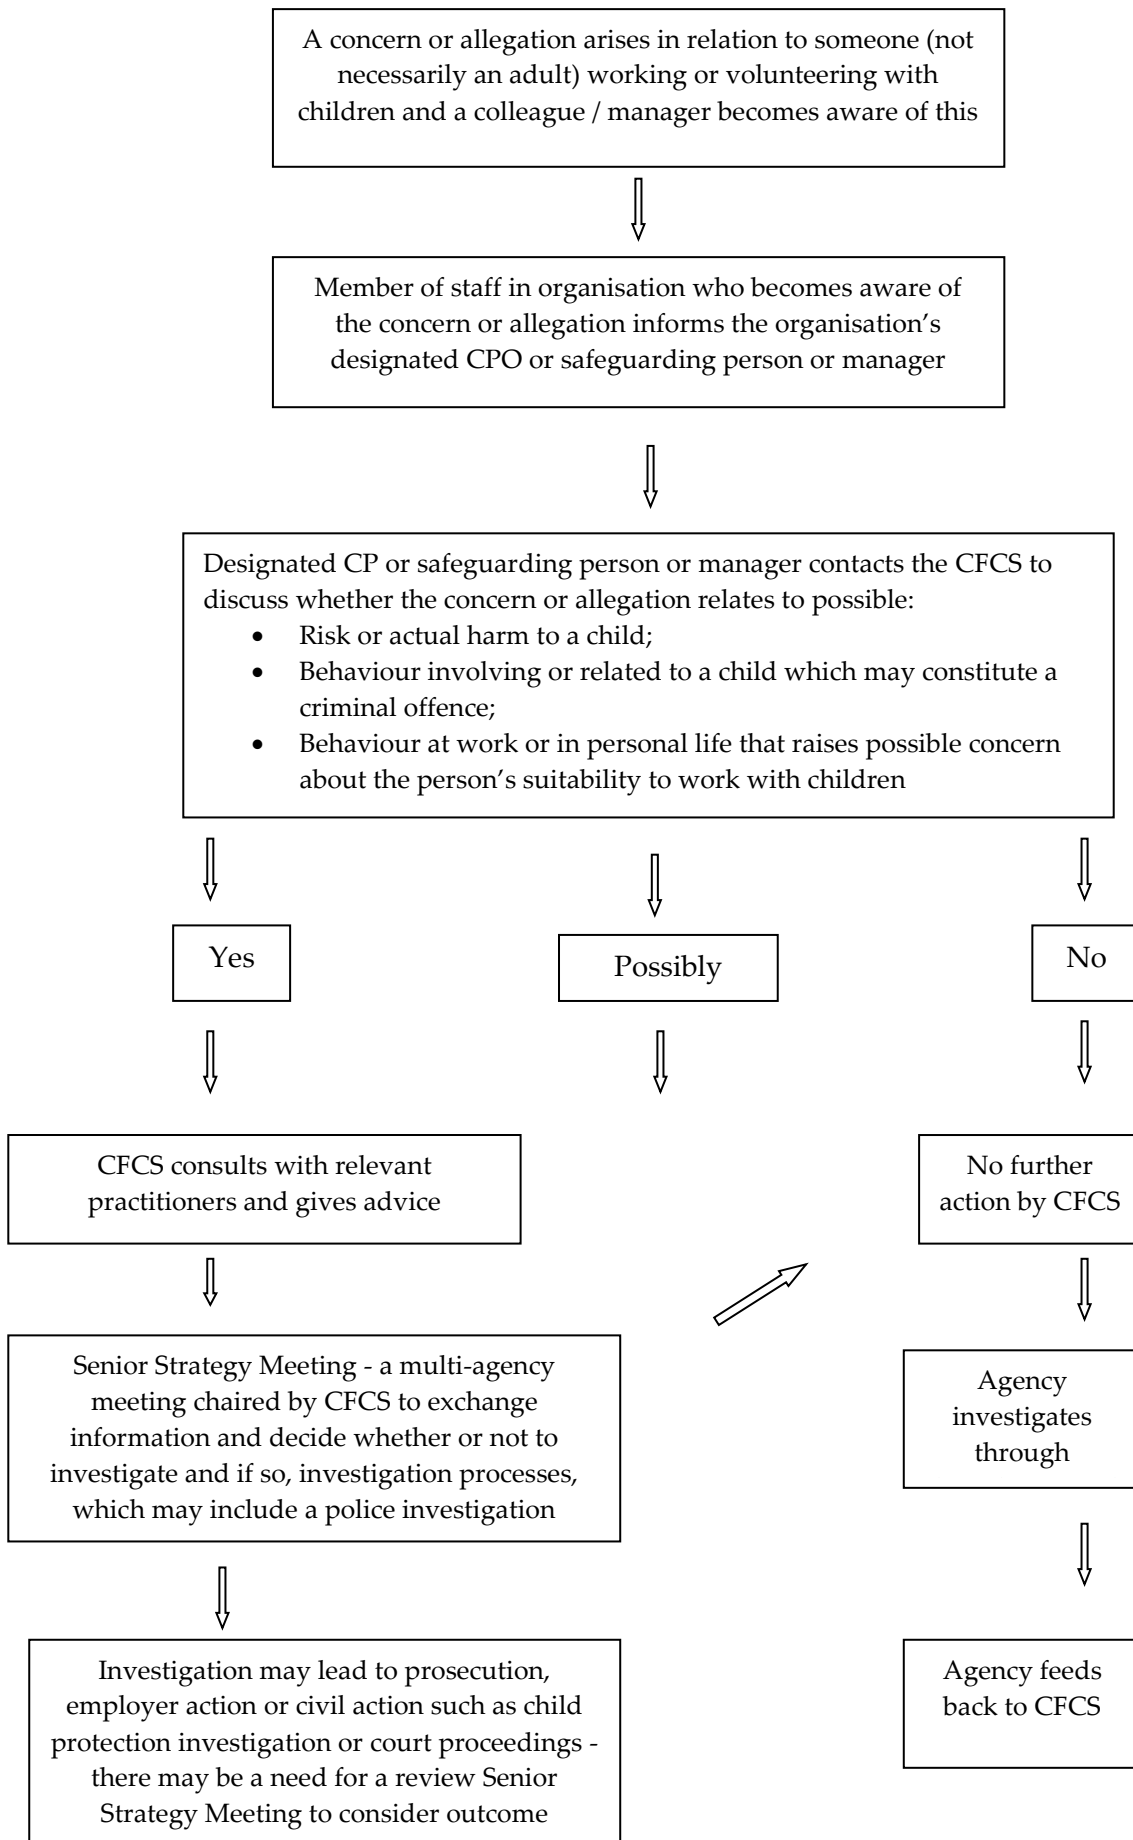 A concern or allegation arises in relation to someone (not
necessarily an adult) working or volunteering with
children and a colleague / manager becomes aware of this
Member of staff in organisation who becomes aware of
the concern or allegation informs the organisation’s
designated CPO or safeguarding person or manager
Designated CP or safeguarding person or manager contacts the CFCS to
discuss whether the concern or allegation relates to possible:
• Risk or actual harm to a child;
• Behaviour involving or related to a child which may constitute a
criminal offence;
• Behaviour at work or in personal life that raises possible concern
about the person’s suitability to work with children
Yes
Possibly
No
CFCS consults with relevant
practitioners and gives advice
No further
action by CFCS
Senior Strategy Meeting - a multi-agency
meeting chaired by CFCS to exchange
information and decide whether or not to
investigate and if so, investigation processes,
which may include a police investigation
Agency
investigates
through
Investigation may lead to prosecution,
employer action or civil action such as child
protection investigation or court proceedings -
there may be a need for a review Senior
Strategy Meeting to consider outcome
Agency feeds
back to CFCS